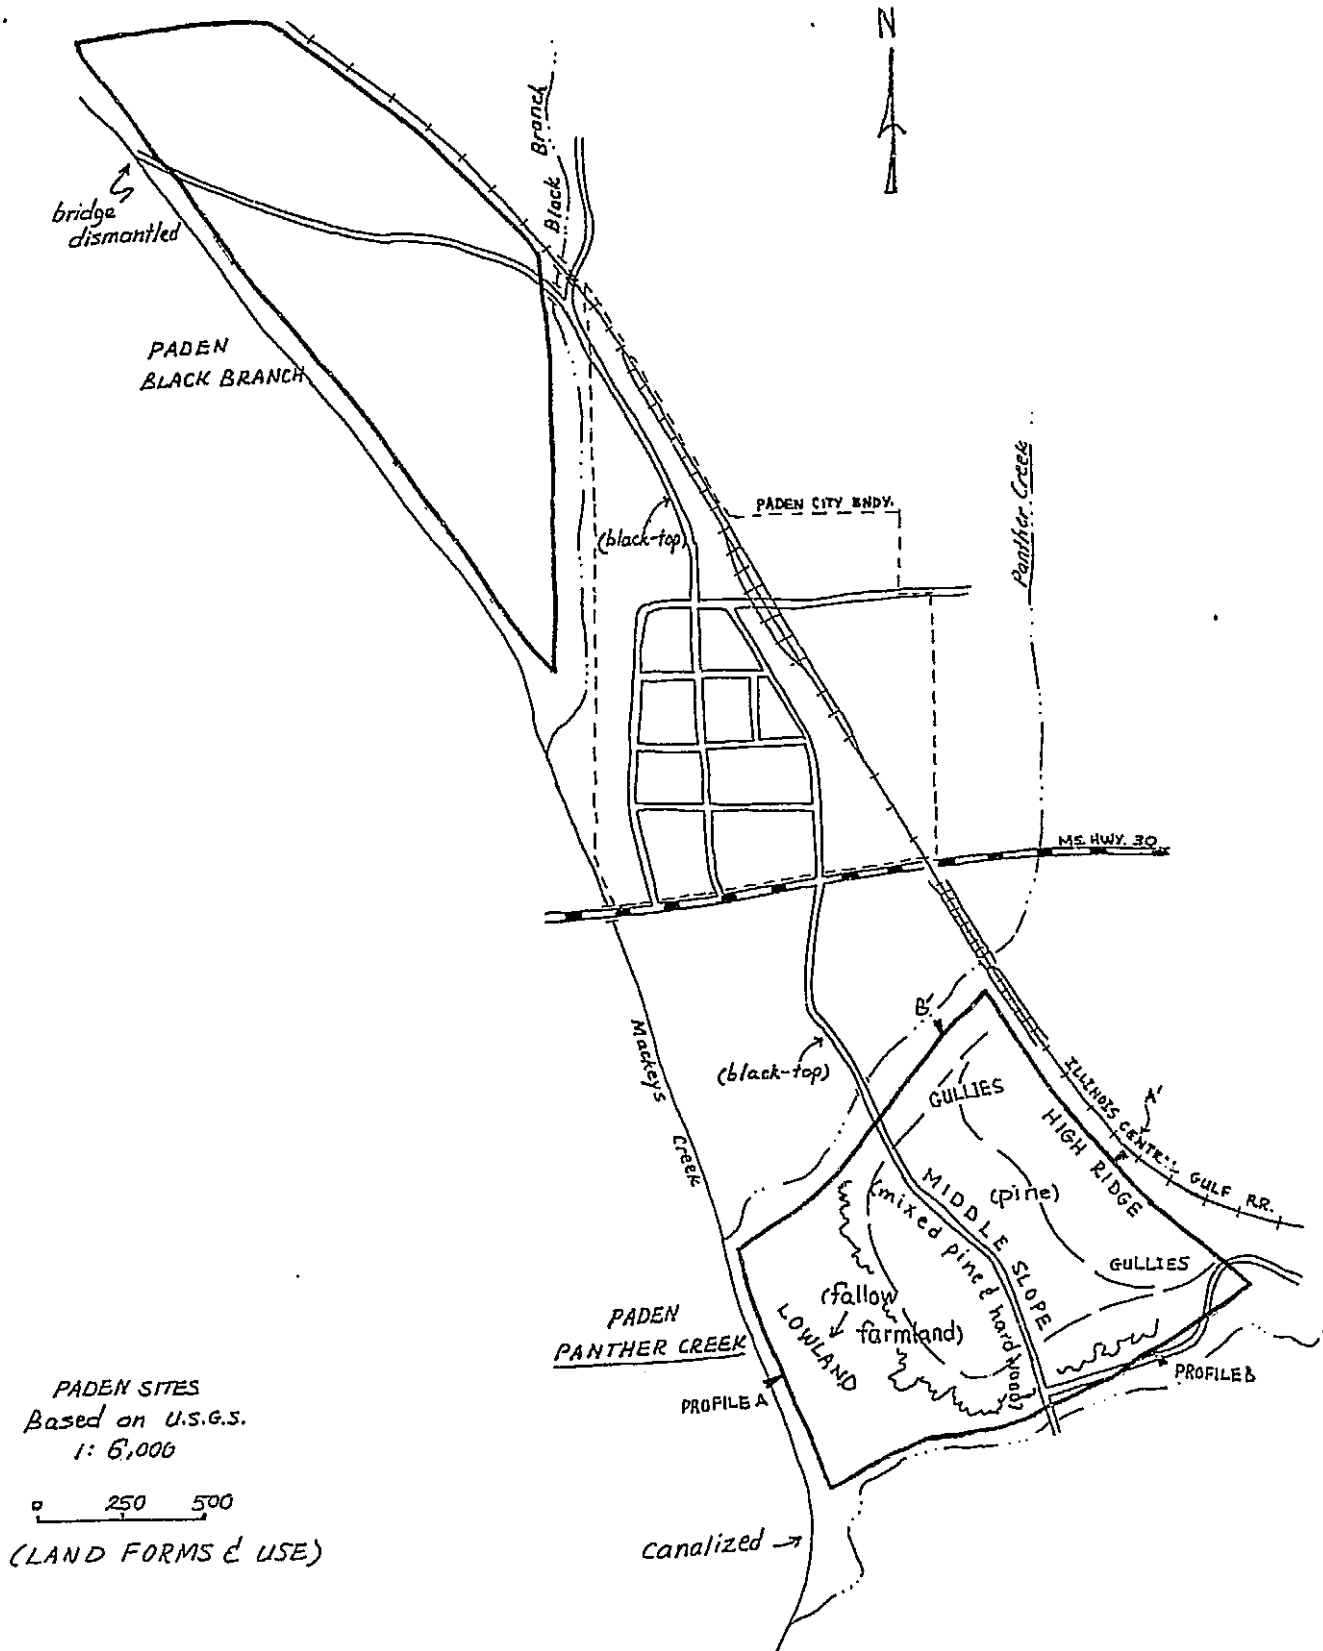 N
Black Branch
bridge
dismantled
PADEN
BLACK BRANCH
PADEN CITY BNDY.
(black-top)
Panther Creek
MS. HWY. 30
B'
Mackeys
Creek
(black-top)
GULLIES
ILLINOIS CENTRAL GULF R.R.
A'
HIGH RIDGE
MIDDLE SLOPE
(pine)
(mixed pine & hardwood)
GULLIES
(fallow
farmland)
LOWLAND
PADEN
PANTHER CREEK
PROFILE A
PROFILE B
PADEN SITES
Based on U.S.G.S.
1: 6,000
0 250 500
(LAND FORMS & USE)
Canalized